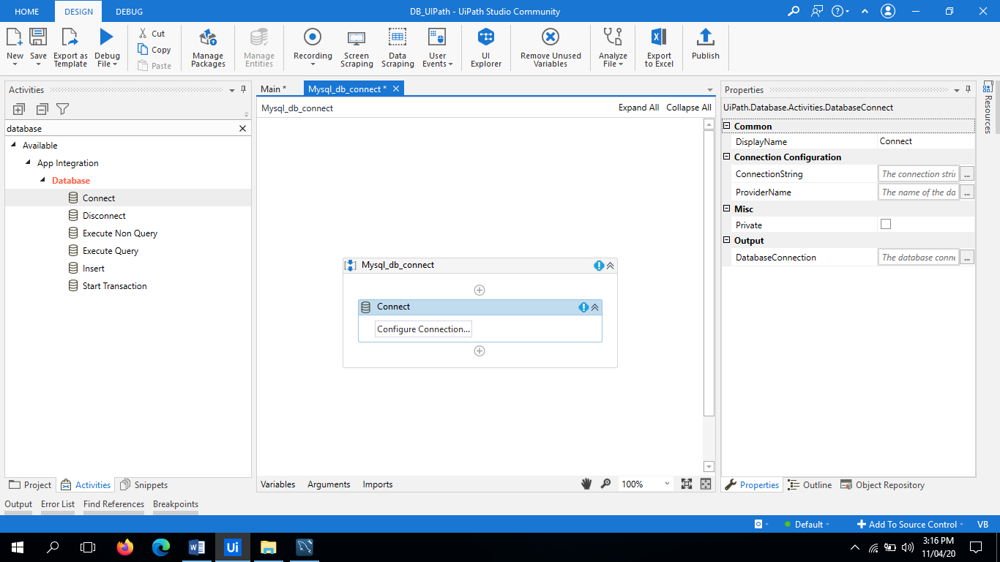 HOME DESIGN DEBUG DB_UIPath - UiPath Studio Community
New Save Export as Template Debug File Cut Copy Paste Manage Packages Manage Entities Recording Screen Scraping Data Scraping User Events UI Explorer Remove Unused Variables Analyze File Export to Excel Publish
Activities
database
Available
App Integration
Database
Connect
Disconnect
Execute Non Query
Execute Query
Insert
Start Transaction
Project Activities Snippets
Main * Mysql_db_connect *
Mysql_db_connect Expand All Collapse All
Mysql_db_connect
Connect
Configure Connection...
Variables Arguments Imports 100%
Properties
UiPath.Database.Activities.DatabaseConnect
Common
DisplayName Connect
Connection Configuration
ConnectionString The connection stri ...
ProviderName The name of the da ...
Misc
Private
Output
DatabaseConnection The database conne ...
Properties Outline Object Repository
Resources
Output Error List Find References Breakpoints
Default Add To Source Control VB
Ui
3:16 PM
11/04/20